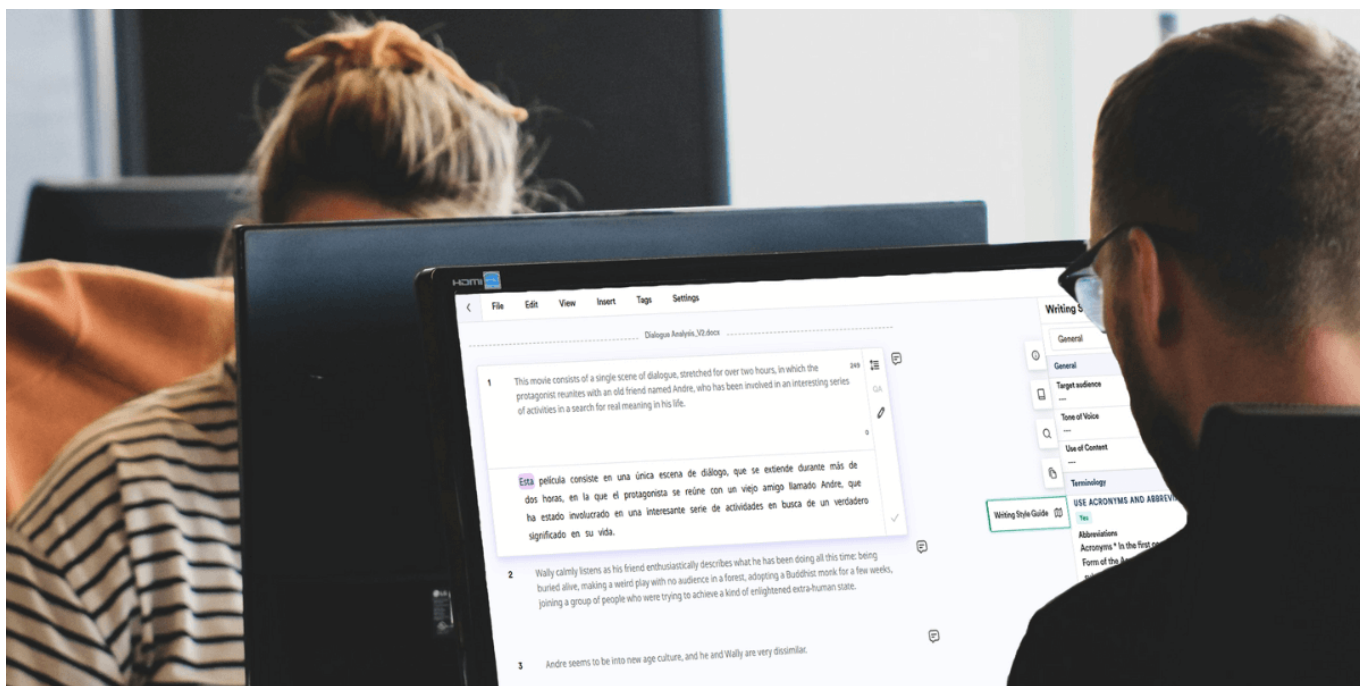 HDMI
File Edit View Insert Tags Settings
Dialogue Analysis_V2.docx
1
This movie consists of a single scene of dialogue, stretched for over two hours, in which the
protagonist reunites with an old friend named Andre, who has been involved in an interesting series
of activities in a search for real meaning in his life.
249
QA
0
Esta película consiste en una única escena de diálogo, que se extiende durante más de
dos horas, en la que el protagonista se reúne con un viejo amigo llamado Andre, que
ha estado involucrado en una interesante serie de actividades en busca de un verdadero
significado en su vida.
2
Wally calmly listens as his friend enthusiastically describes what he has been doing all this time: being
buried alive, making a weird play with no audience in a forest, adopting a Buddhist monk for a few weeks,
joining a group of people who were trying to achieve a kind of enlightened extra-human state.
3
Andre seems to be into new age culture, and he and Wally are very dissimilar.
Writing Style Guide
Writing S
General
General
Target audience
---
Tone of Voice
---
Use of Content
---
Terminology
USE ACRONYMS AND ABBREVI
Yes
Abbreviations
Acronyms * In the first
Form of the